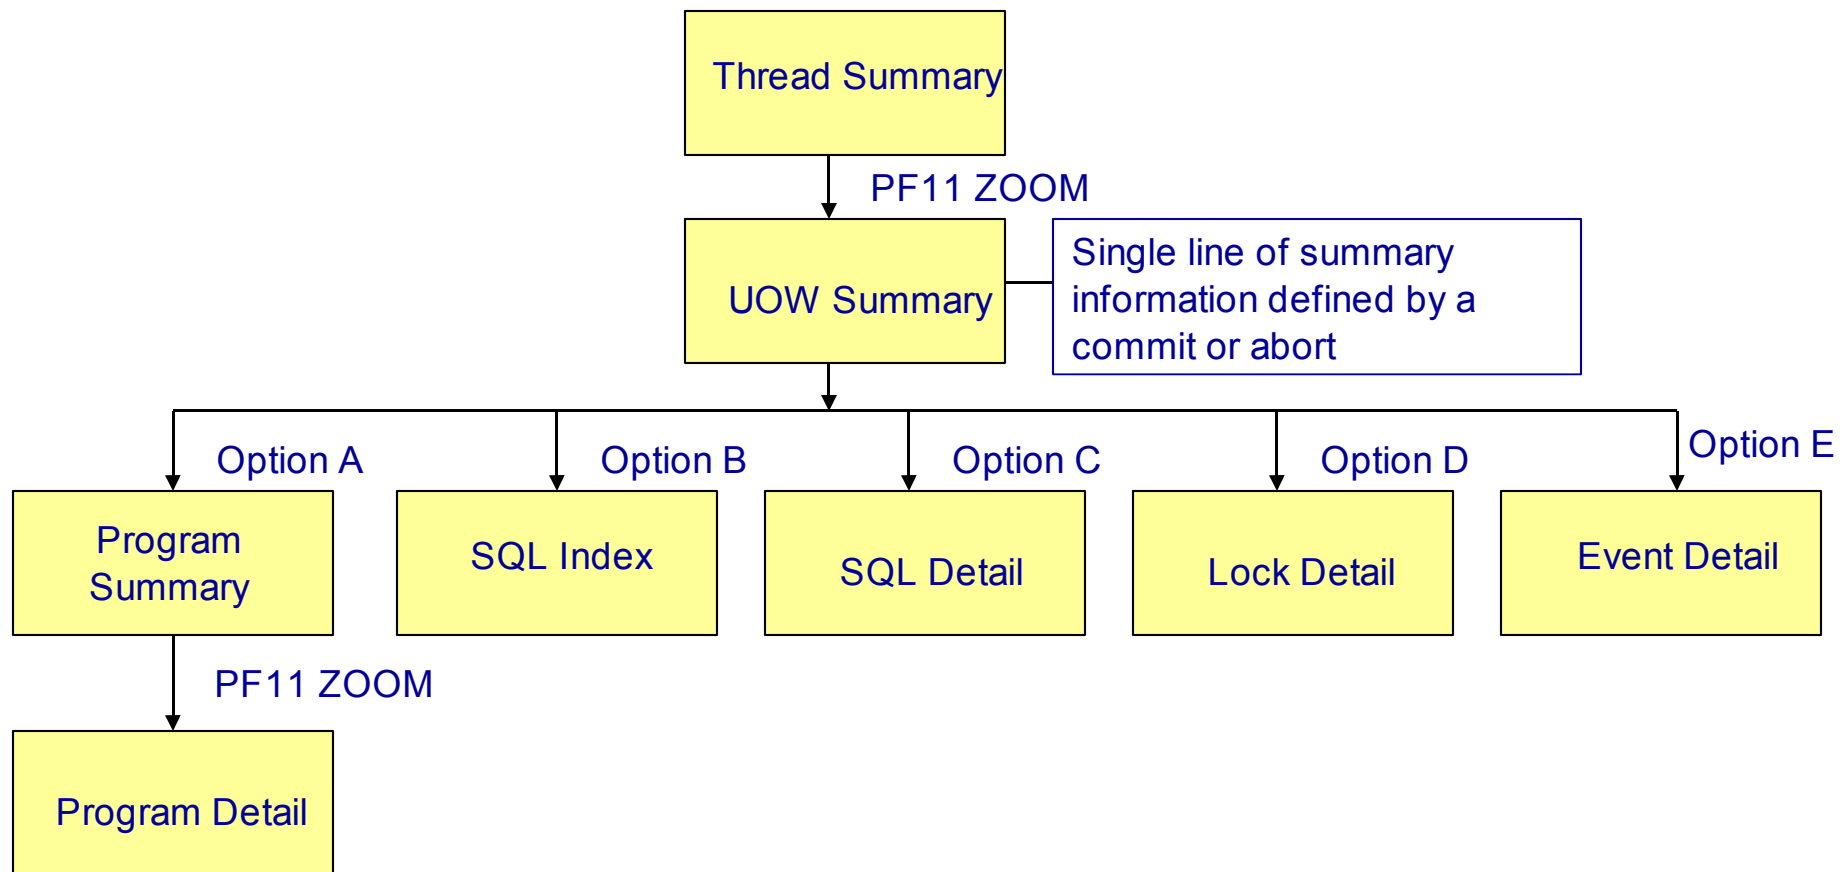 Thread Summary
PF11 ZOOM
UOW Summary
Single line of summary
information defined by a
commit or abort
Option A
Option B
Option C
Option D
Option E
Program
Summary
SQL Index
SQL Detail
Lock Detail
Event Detail
PF11 ZOOM
Program Detail